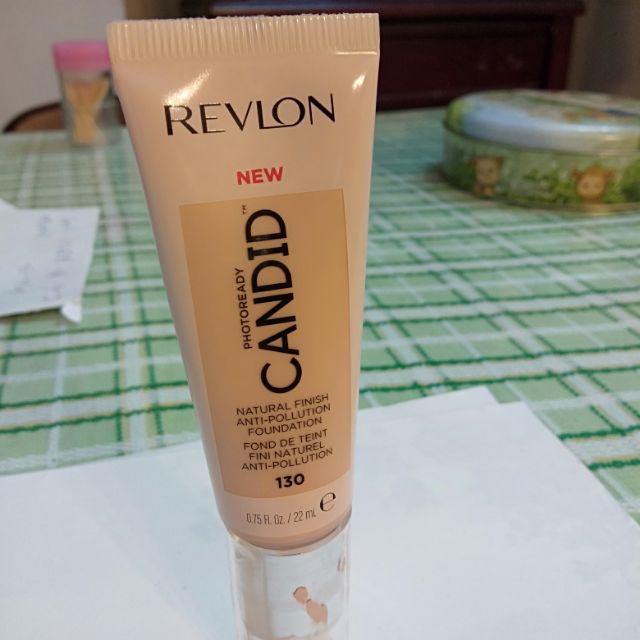 REVLON
NEW
PHOTOREADY
CANDID™
NATURAL FINISH
ANTI-POLLUTION
FOUNDATION
FOND DE TEINT
FINI NATUREL
ANTI-POLLUTION
130
0.75 Fl. Oz. / 22 mL ℮